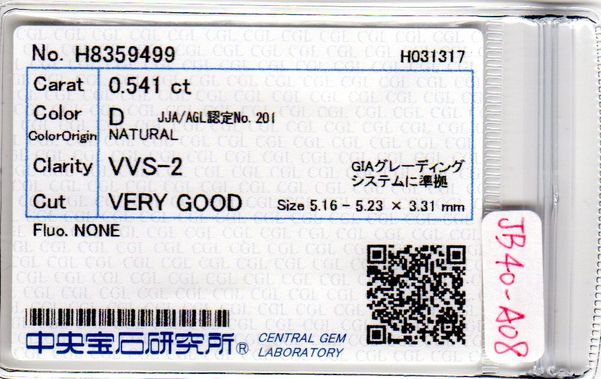 No. H8359499 H031317
Carat 0.541 ct
Color D JJA/AGL認定No. 201
ColorOrigin NATURAL
Clarity VVS-2 GIAグレーディング
システムに準拠
Cut VERY GOOD Size 5.16 - 5.23 × 3.31 mm
Fluo. NONE
JB40-A08
中央宝石研究所® CENTRAL GEM
LABORATORY